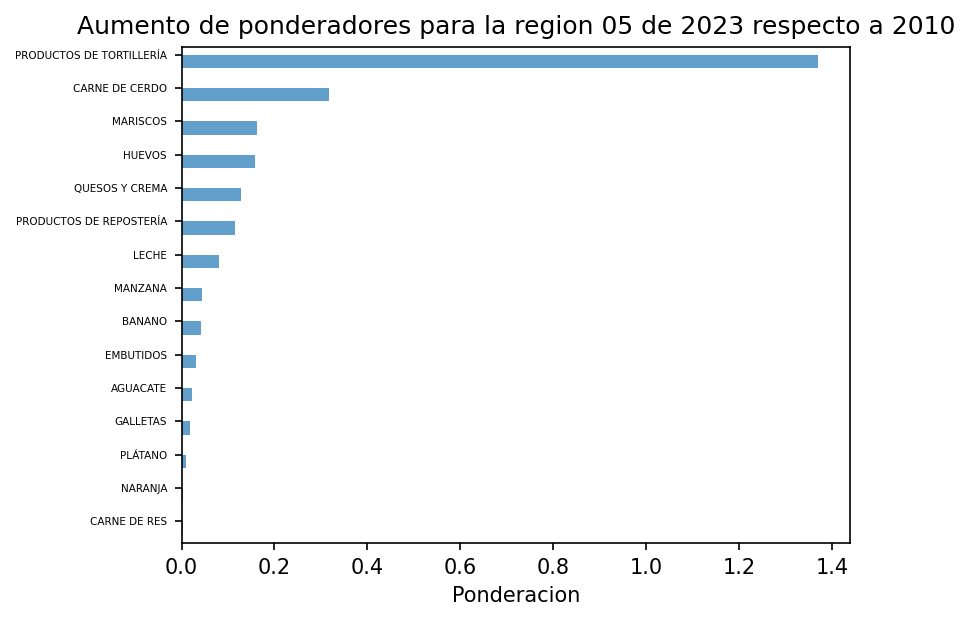 Aumento de ponderadores para la region 05 de 2023 respecto a 2010
PRODUCTOS DE TORTILLERÍA
CARNE DE CERDO
MARISCOS
HUEVOS
QUESOS Y CREMA
PRODUCTOS DE REPOSTERÍA
LECHE
MANZANA
BANANO
EMBUTIDOS
AGUACATE
GALLETAS
PLÁTANO
NARANJA
CARNE DE RES
0.0 0.2 0.4 0.6 0.8 1.0 1.2 1.4
Ponderacion